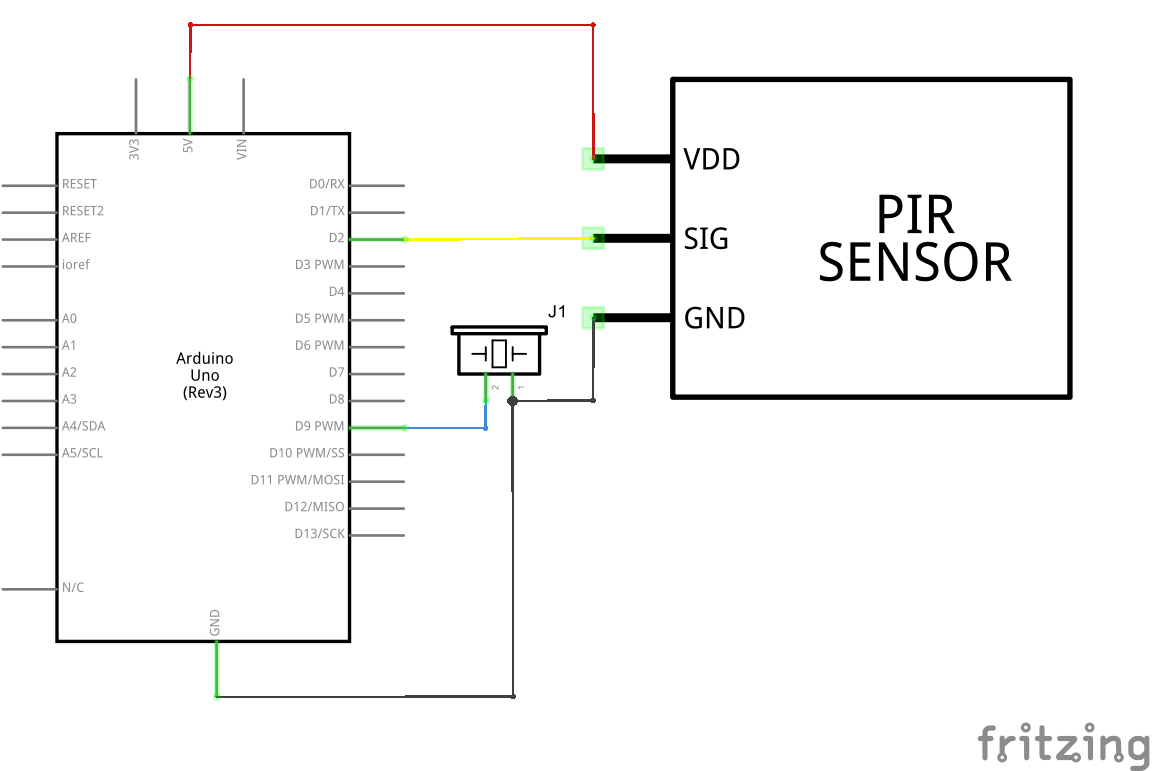 3V3
5V
VIN
RESET
RESET2
AREF
ioref
A0
A1
A2
A3
A4/SDA
A5/SCL
N/C
Arduino
Uno
(Rev3)
D0/RX
D1/TX
D2
D3 PWM
D4
D5 PWM
D6 PWM
D7
D8
D9 PWM
D10 PWM/SS
D11 PWM/MOSI
D12/MISO
D13/SCK
GND
J1
2
1
VDD
SIG
GND
PIR
SENSOR
fritzing